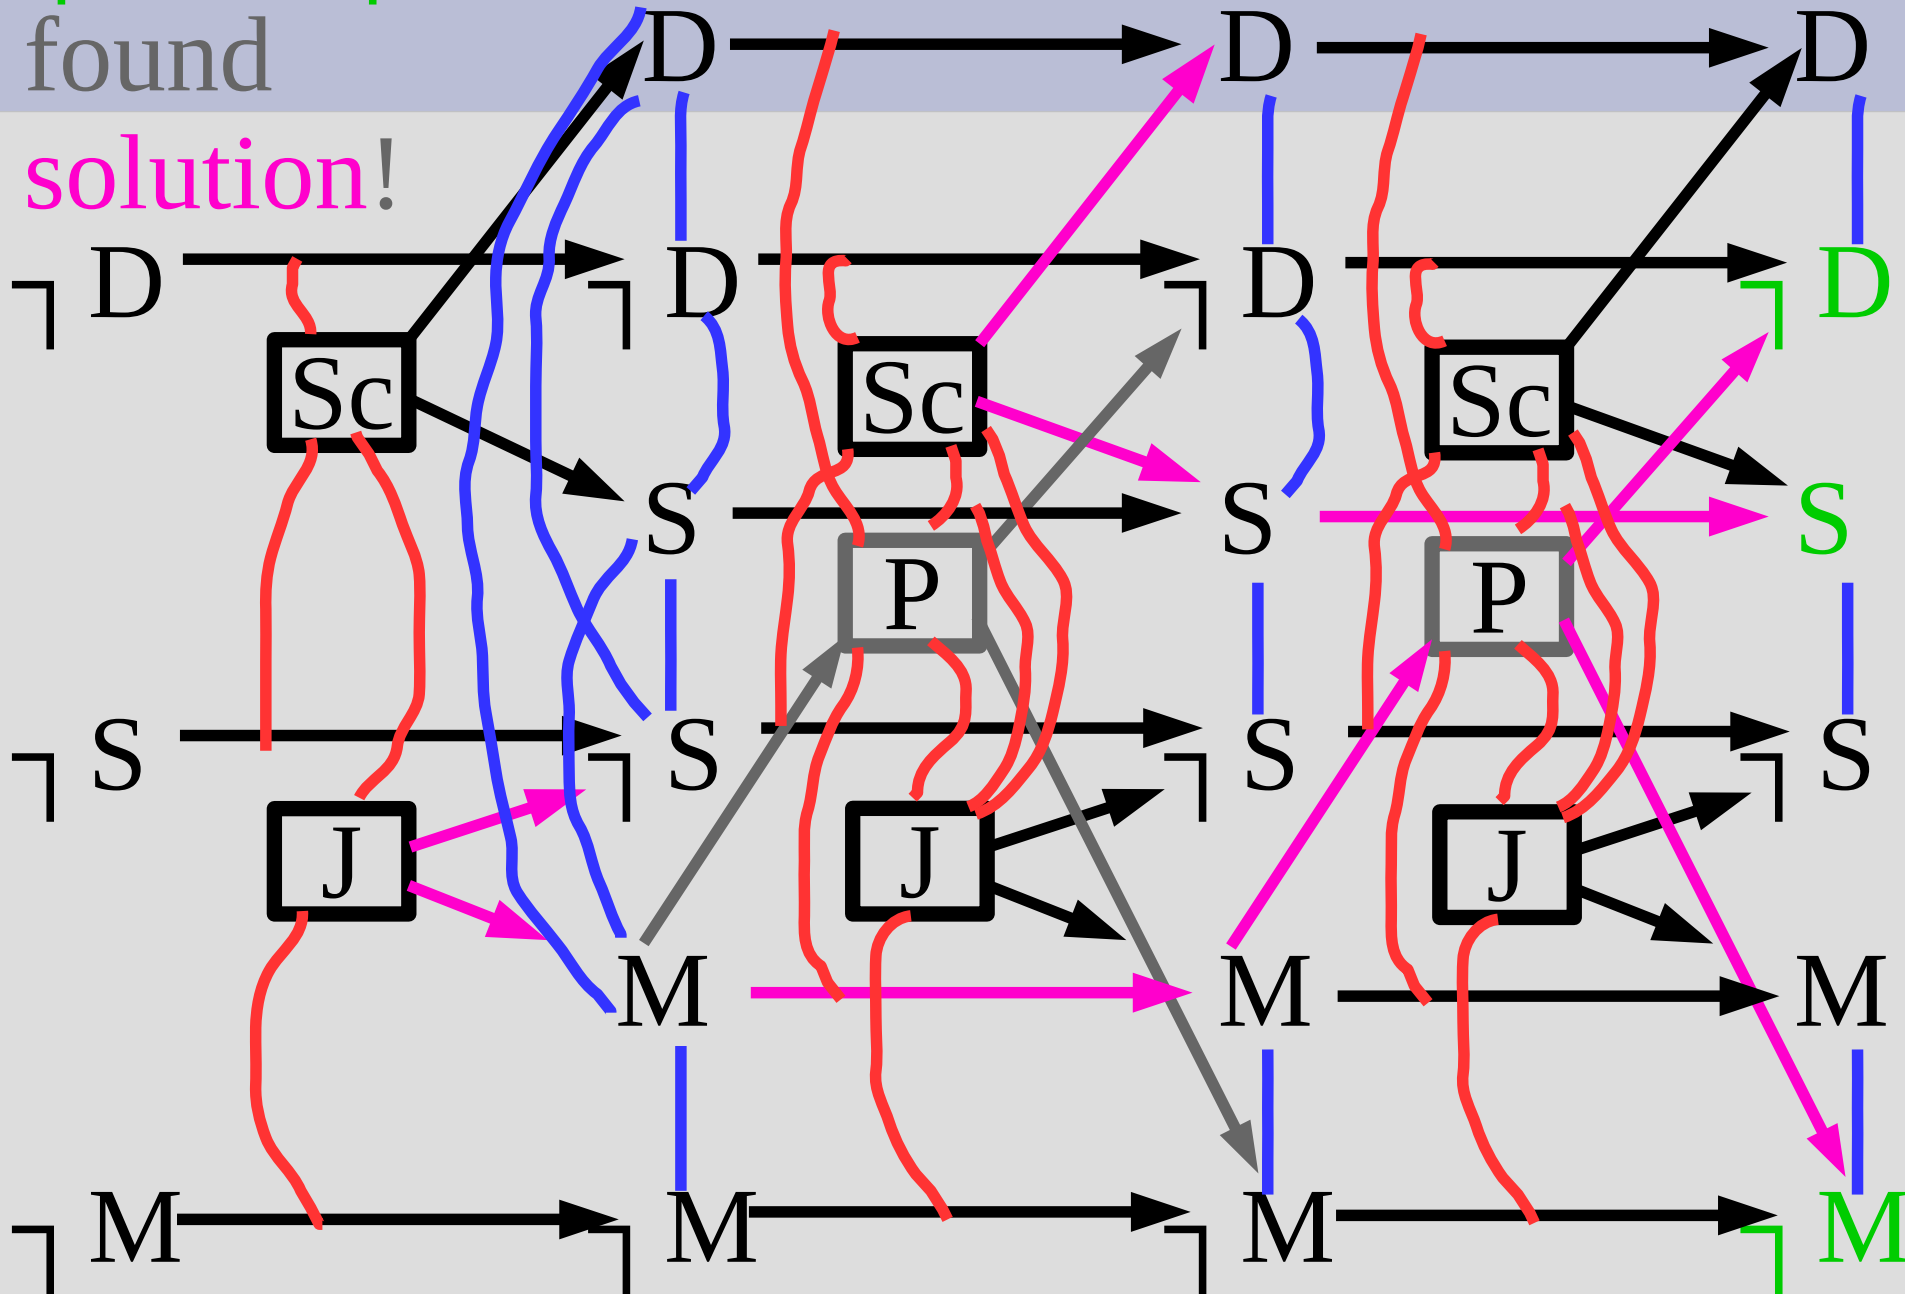 found D D D
solution!
¬D ¬D ¬D ¬D
Sc Sc Sc
S S S
P P
¬S ¬S ¬S ¬S
J J J
M M M
¬M ¬M ¬M ¬M